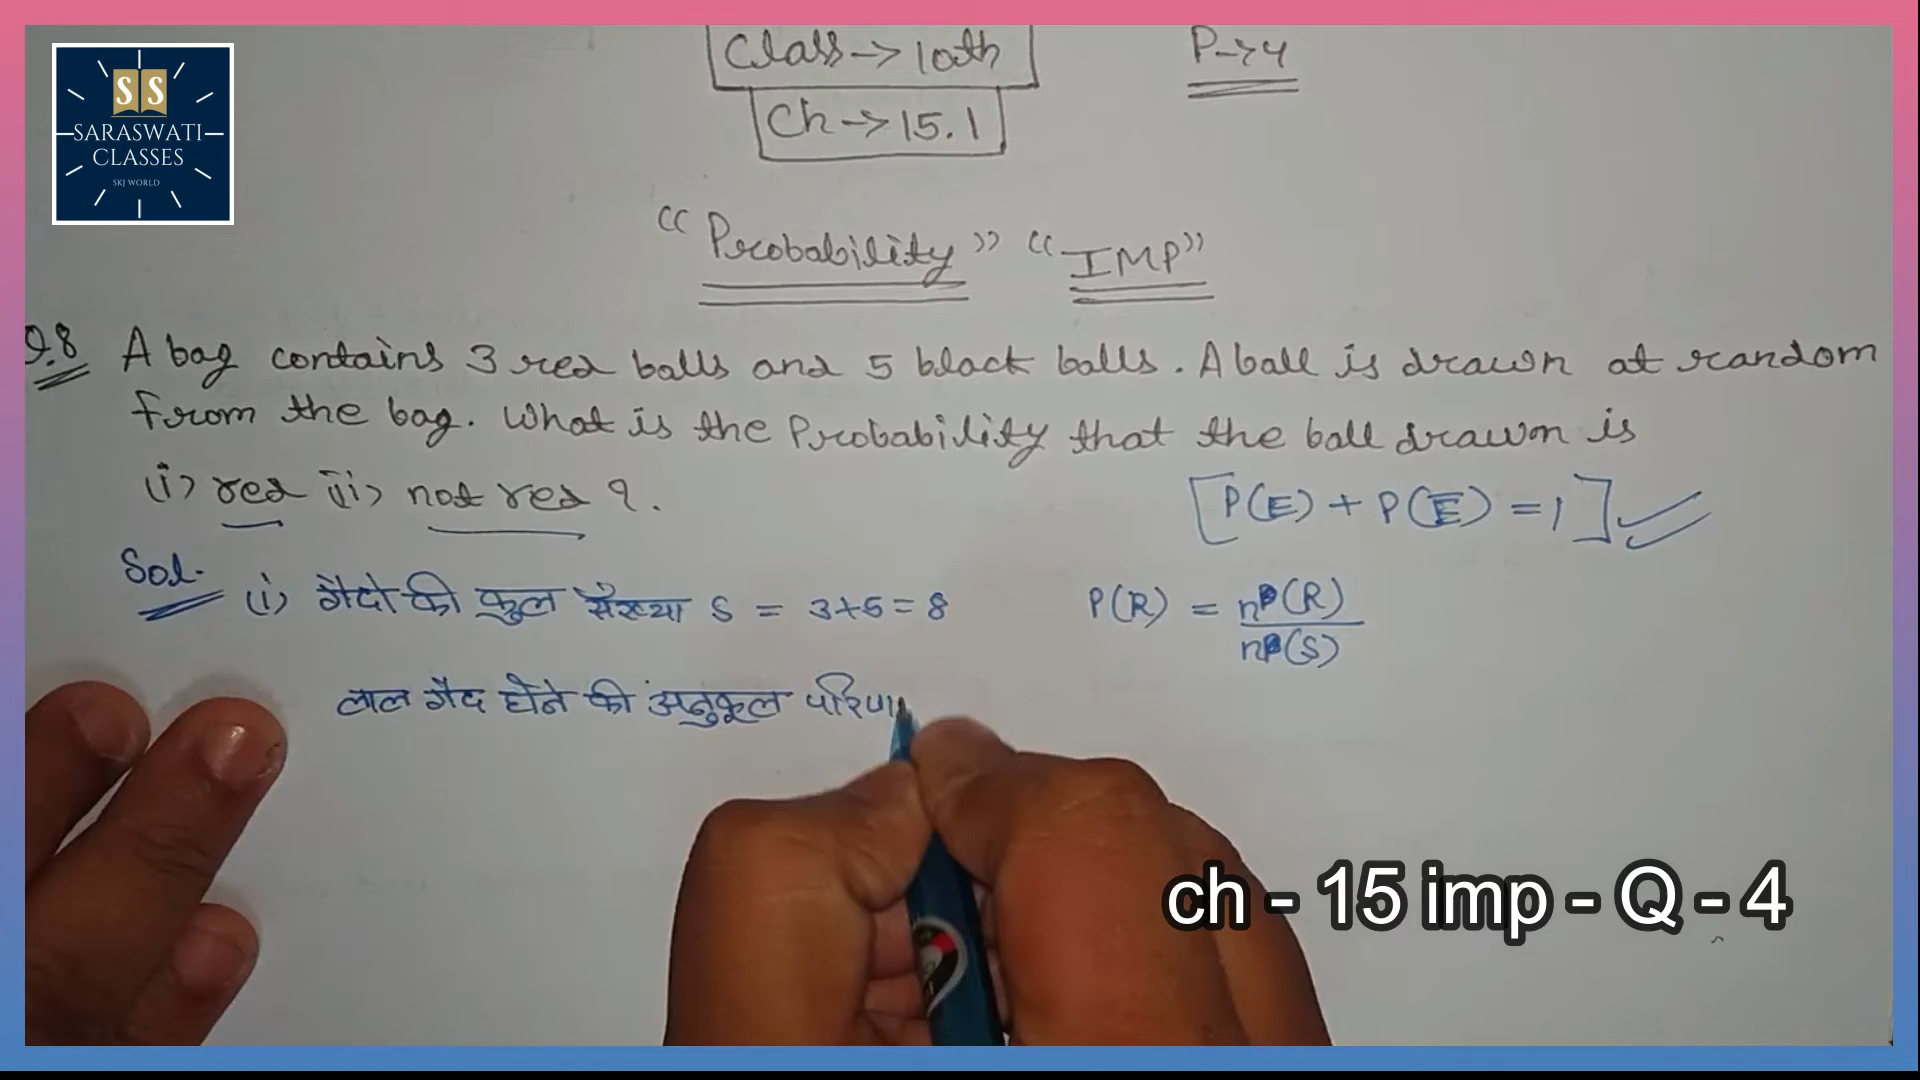 SS
SARASWATI
CLASSES
SKJ WORLD
Class -> 10th
P->4
Ch -> 15.1
"Probability" "IMP"
Q.8 A bag contains 3 red balls and 5 black balls. A ball is drawn at random
from the bag. What is the Probability that the ball drawn is
(i) red (ii) not red ?.
[P(E) + P(E̅) = 1]
Sol. (i) गेंदो की कुल संख्या S = 3+5 = 8
P(R) = n(R)
n(S)
लाल गेंद होने की अनुकूल परिणा
ch - 15 imp - Q - 4